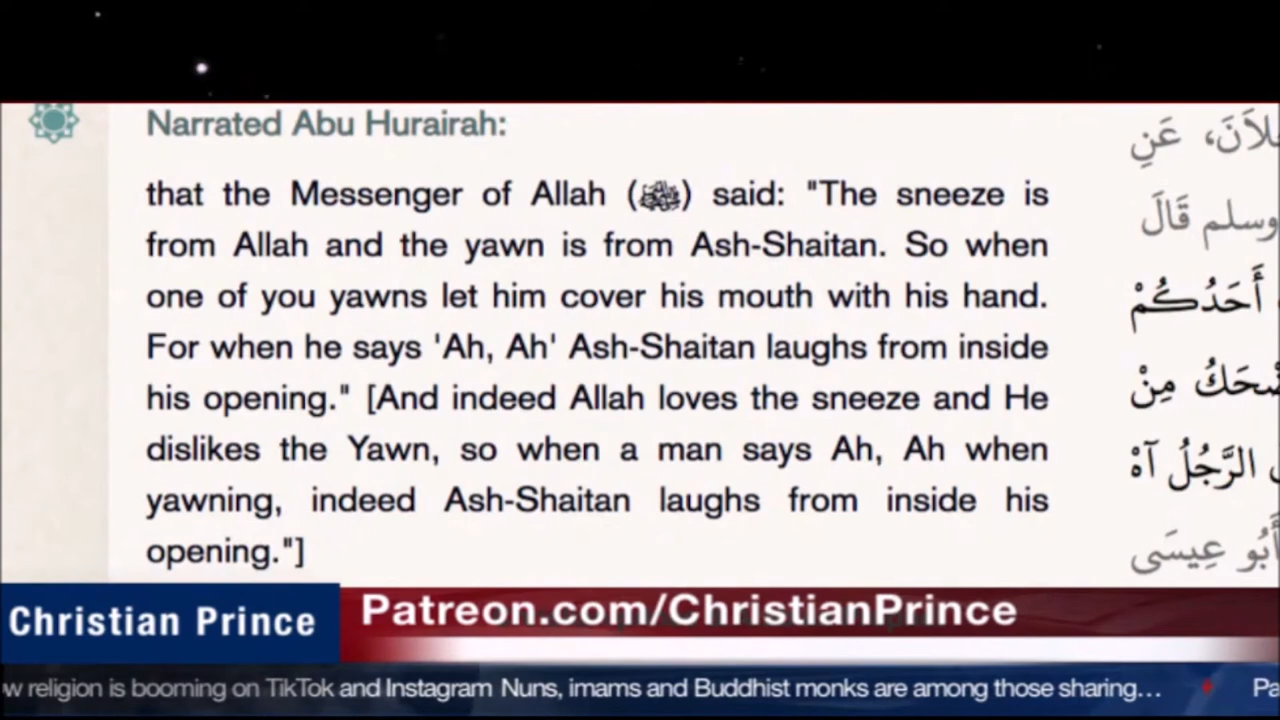 Narrated Abu Hurairah:
that the Messenger of Allah (ﷺ) said: "The sneeze is
from Allah and the yawn is from Ash-Shaitan. So when
one of you yawns let him cover his mouth with his hand.
For when he says 'Ah, Ah' Ash-Shaitan laughs from inside
his opening." [And indeed Allah loves the sneeze and He
dislikes the Yawn, so when a man says Ah, Ah when
yawning, indeed Ash-Shaitan laughs from inside his
opening."]
عَنِ
وسلم قَالَ
أَحَدُكُمْ
مِنْ
الرَّجُلُ آهْ
أَبُو عِيسَى
Christian Prince
Patreon.com/ChristianPrince
religion is booming on TikTok and Instagram Nuns, imams and Buddhist monks are among those sharing...